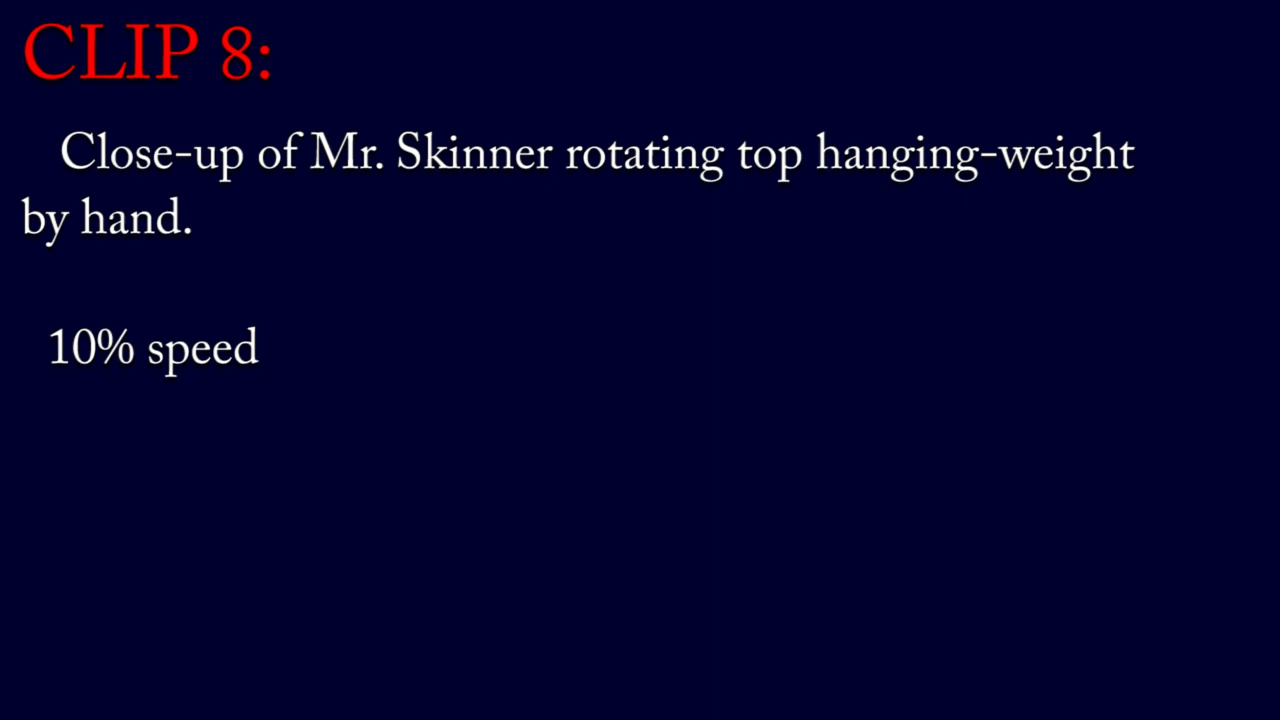 CLIP 8:
Close-up of Mr. Skinner rotating top hanging-weight
by hand.
10% speed